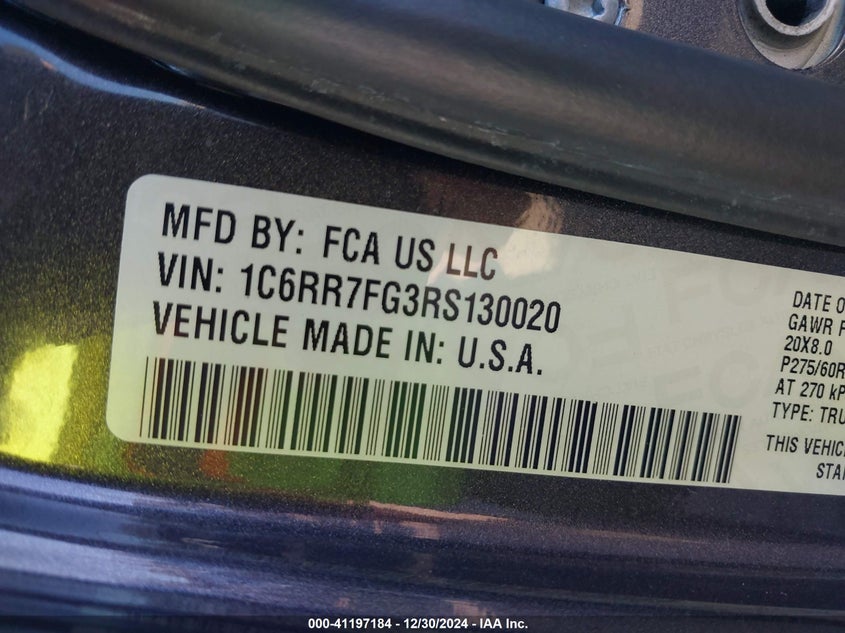 MFD BY: FCA US LLC
VIN: 1C6RR7FG3RS130020
VEHICLE MADE IN: U.S.A.
DATE O
GAWR F
20X8.0
P275/60R
AT 270 kP
TYPE: TRU
THIS VEHIC
STA
000-41197184 - 12/30/2024 - IAA Inc.